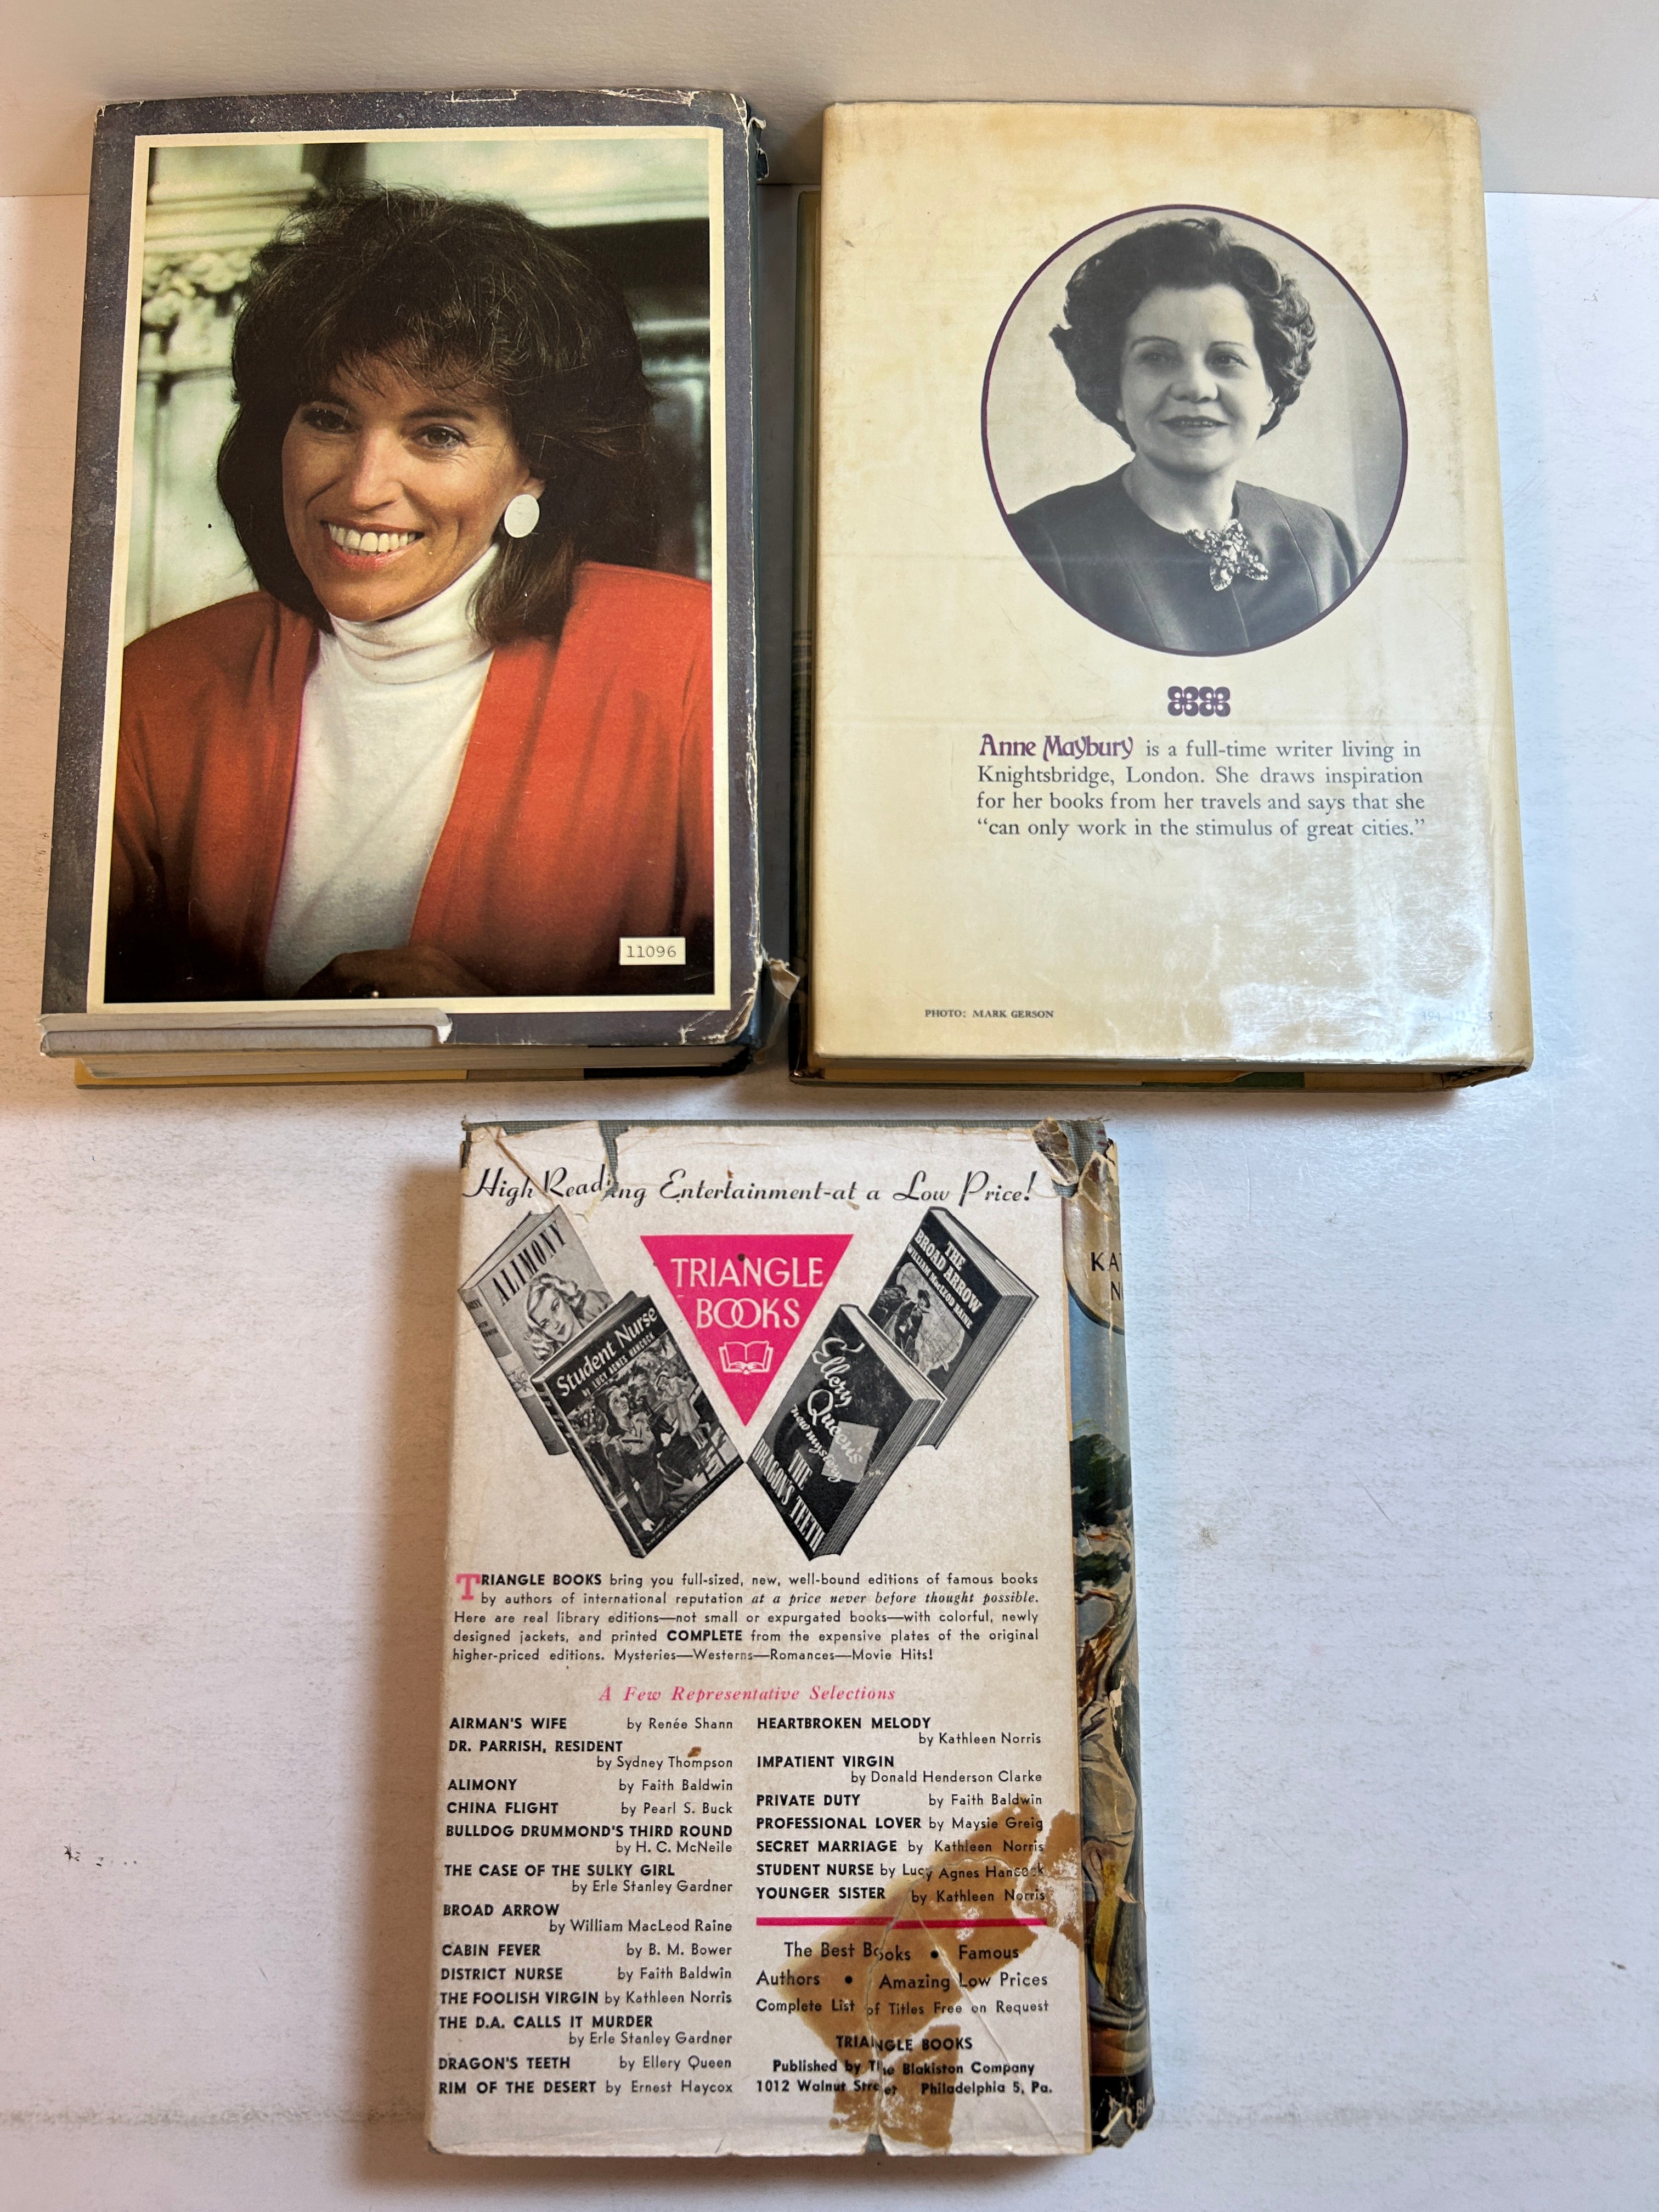 11096
Anne Maybury is a full-time writer living in
Knightsbridge, London. She draws inspiration
for her books from her travels and says that she
“can only work in the stimulus of great cities.”
PHOTO: MARK GERSON
High Reading Entertainment-at a Low Price!
ALIMONY
Student Nurse
by LUCY AGNES HANCOCK
TRIANGLE
BOOKS
THE
BROAD ARROW
WILLIAM MacLEOD RAINE
Ellery
Queen's
new mystery
THE
DRAGON'S TEETH
KA
N
TRIANGLE BOOKS bring you full-sized, new, well-bound editions of famous books
by authors of international reputation at a price never before thought possible.
Here are real library editions—not small or expurgated books—with colorful, newly
designed jackets, and printed COMPLETE from the expensive plates of the original
higher-priced editions. Mysteries—Westerns—Romances—Movie Hits!
A Few Representative Selections
AIRMAN'S WIFE by Renée Shann
DR. PARRISH, RESIDENT
by Sydney Thompson
ALIMONY by Faith Baldwin
CHINA FLIGHT by Pearl S. Buck
BULLDOG DRUMMOND'S THIRD ROUND
by H. C. McNeile
THE CASE OF THE SULKY GIRL
by Erle Stanley Gardner
BROAD ARROW
by William MacLeod Raine
CABIN FEVER by B. M. Bower
DISTRICT NURSE by Faith Baldwin
THE FOOLISH VIRGIN by Kathleen Norris
THE D.A. CALLS IT MURDER
by Erle Stanley Gardner
DRAGON'S TEETH by Ellery Queen
RIM OF THE DESERT by Ernest Haycox
HEARTBROKEN MELODY
by Kathleen Norris
IMPATIENT VIRGIN
by Donald Henderson Clarke
PRIVATE DUTY by Faith Baldwin
PROFESSIONAL LOVER by Maysie Greig
SECRET MARRIAGE by Kathleen Norris
STUDENT NURSE by Lucy Agnes Hancock
YOUNGER SISTER by Kathleen Norris
The Best Books • Famous
Authors • Amazing Low Prices
Complete List of Titles Free on Request
TRIANGLE BOOKS
Published by The Blakiston Company
1012 Walnut Street Philadelphia 5, Pa.